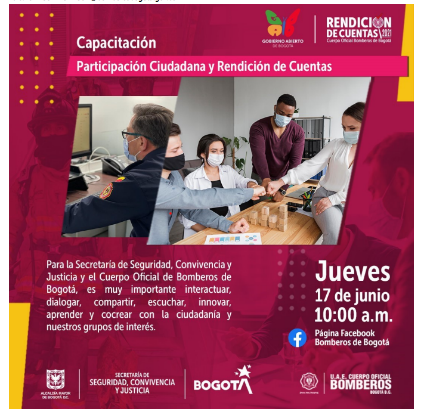 GOBIERNO ABIERTO
DE BOGOTÁ
RENDICION
DE CUENTAS
2021
Cuerpo Oficial Bomberos de Bogotá
Capacitación
Participación Ciudadana y Rendición de Cuentas
Para la Secretaría de Seguridad, Convivencia y
Justicia y el Cuerpo Oficial de Bomberos de
Bogotá, es muy importante interactuar,
dialogar, compartir, escuchar, innovar,
aprender y cocrear con la ciudadanía y
nuestros grupos de interés.
Jueves
17 de junio
10:00 a.m.
Página Facebook
Bomberos de Bogotá
ALCALDÍA MAYOR
DE BOGOTÁ D.C.
SECRETARÍA DE
SEGURIDAD, CONVIVENCIA
Y JUSTICIA
BOGOTÁ
U.A.E. CUERPO OFICIAL
BOMBEROS
BOGOTÁ D.C.